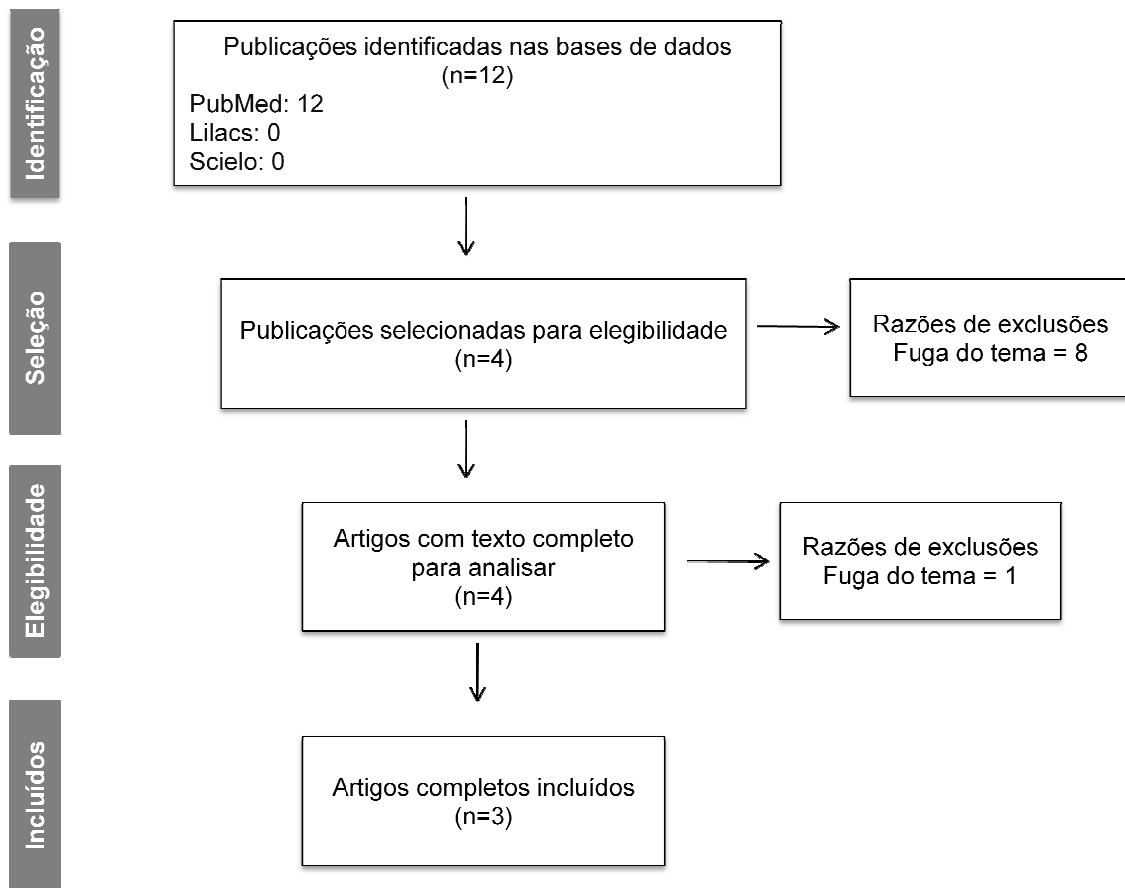 Identificação
Publicações identificadas nas bases de dados
(n=12)
PubMed: 12
Lilacs: 0
Scielo: 0
Seleção
Publicações selecionadas para elegibilidade
(n=4)
Razões de exclusões
Fuga do tema = 8
Elegibilidade
Artigos com texto completo
para analisar
(n=4)
Razões de exclusões
Fuga do tema = 1
Incluídos
Artigos completos incluídos
(n=3)